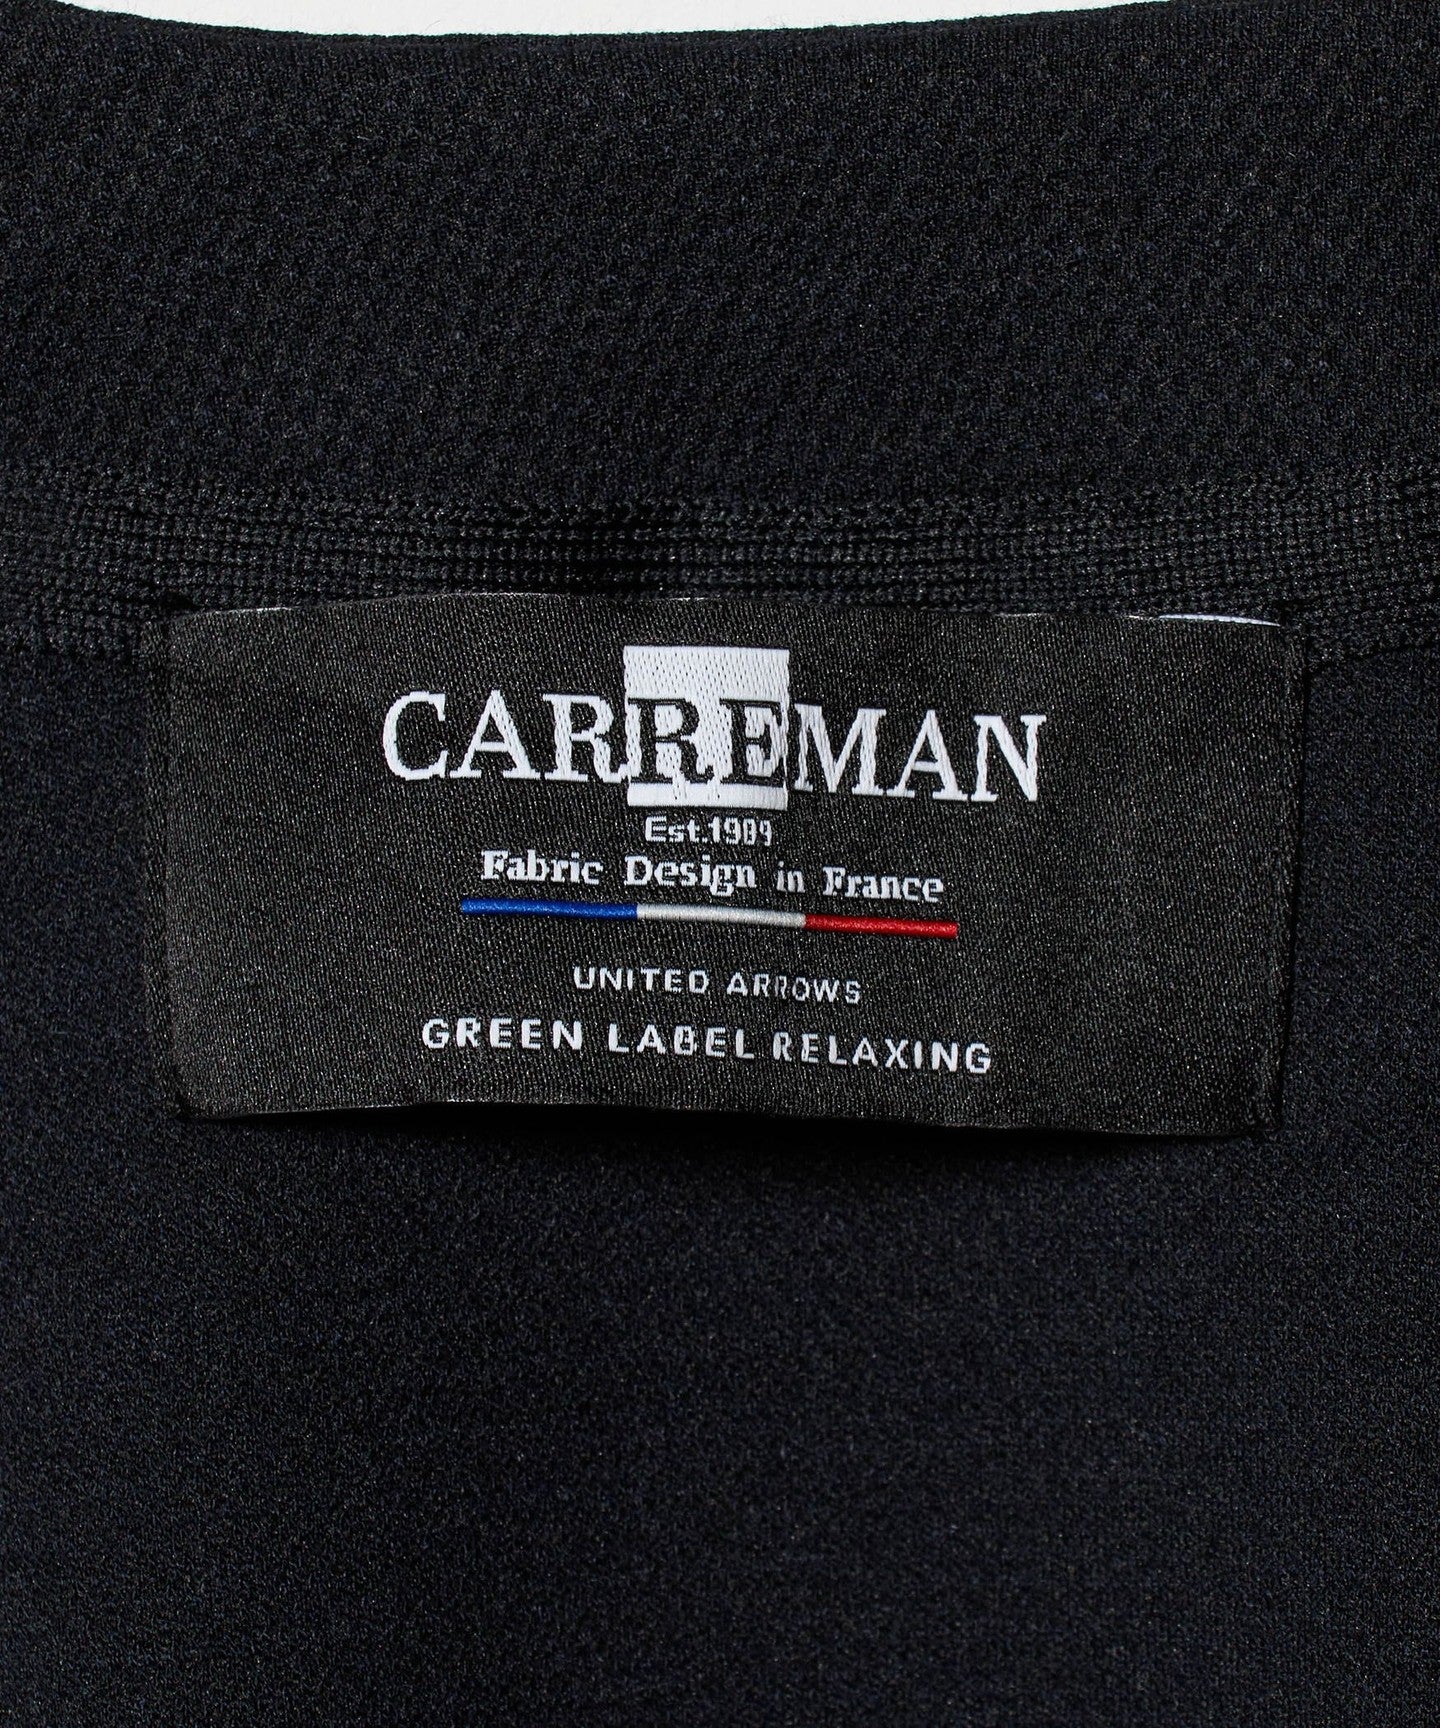 CARREMAN
Est.1989
Fabric Design in France
UNITED ARROWS
GREEN LABEL RELAXING